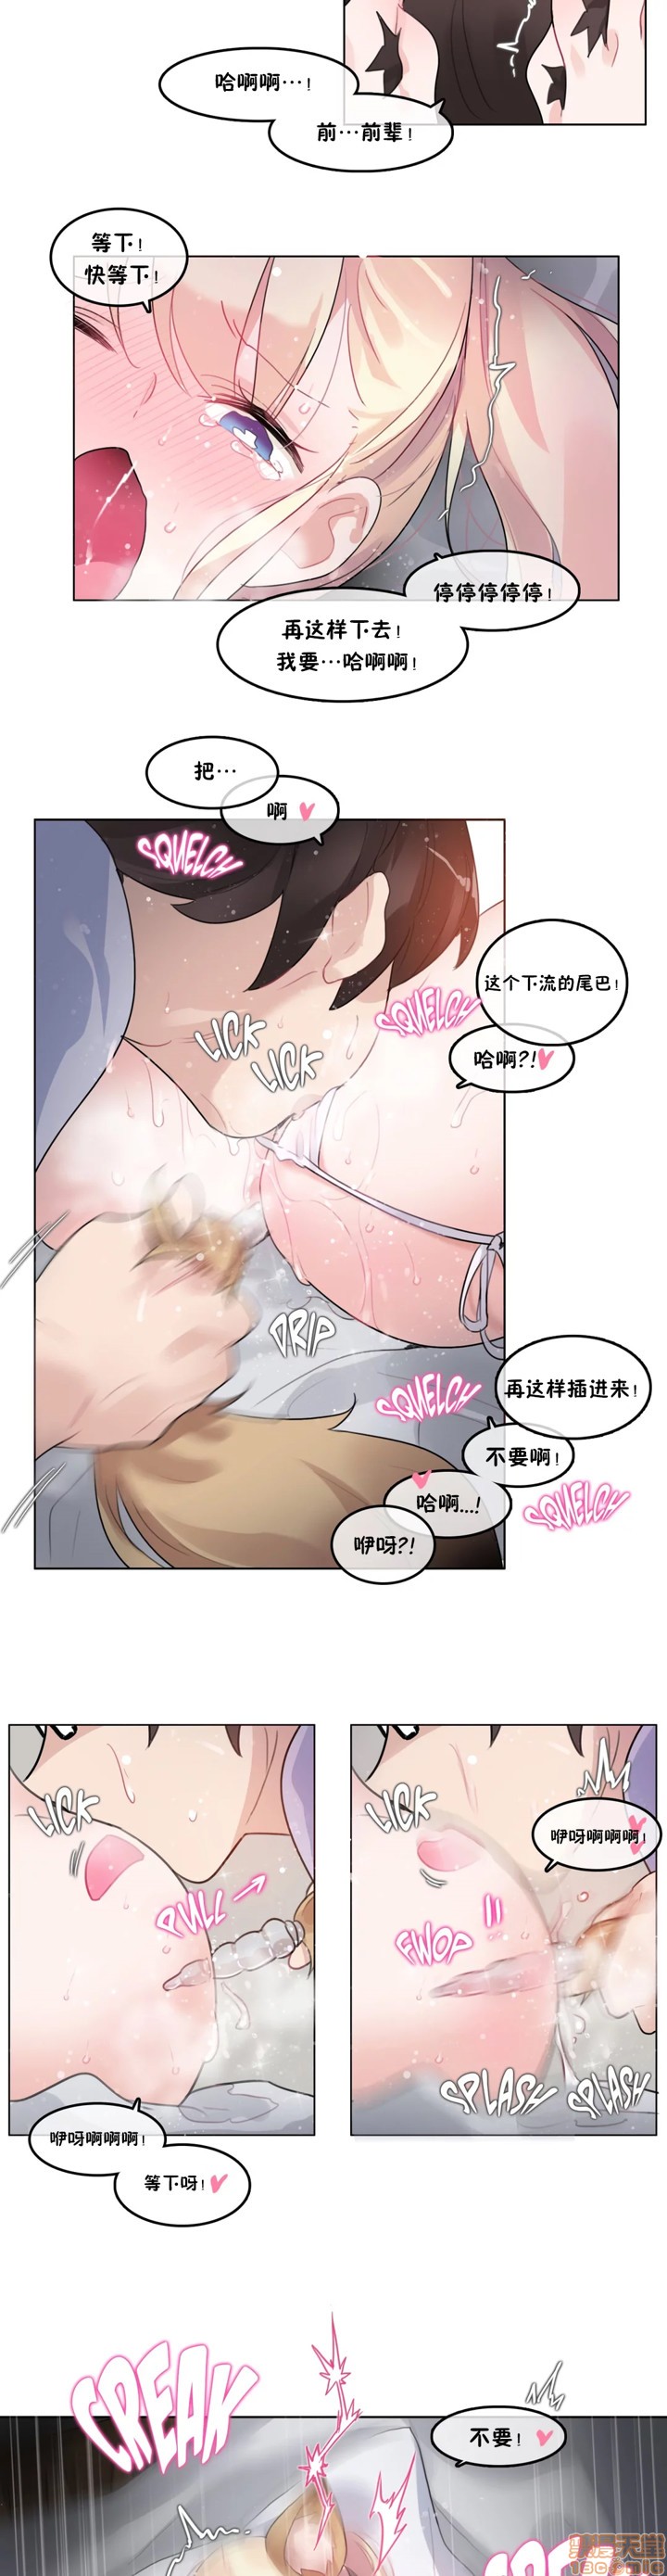 哈啊啊…!
前…前辈!
等下!
快等下!
停停停停停!
再这样下去!
我要…哈啊啊!
把…
啊
SQUELCH
这个下流的尾巴!
SQUELCH
LICK
LICK
哈啊?!
DRIP
再这样插进来!
SQUELCH
不要啊!
哈啊...!
SQUELCH
咿呀?!
LICK
LICK
咿呀啊啊啊!
PULL
FWOP
SPLASH
SPLASH
咿呀啊啊啊!
等下呀!
CREAK
不要!